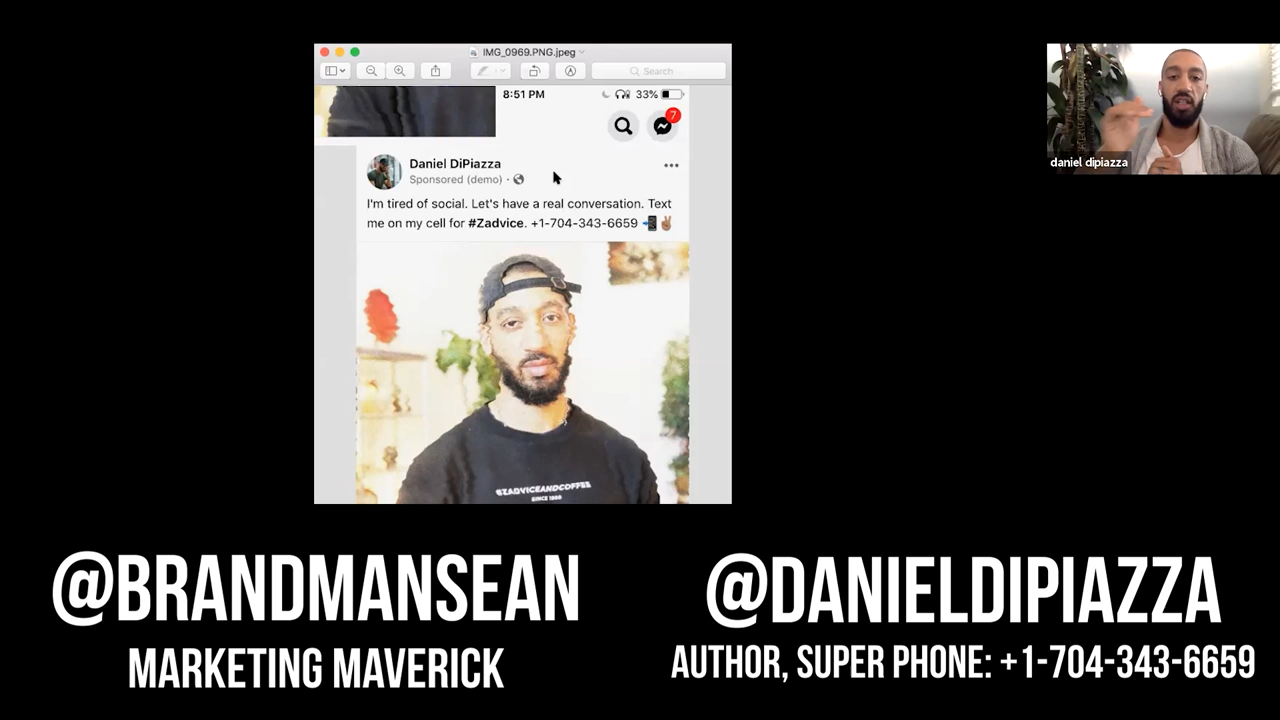 IMG_0969.PNG.jpeg
Search
8:51 PM
33%
7
Daniel DiPiazza
Sponsored (demo) ·
I'm tired of social. Let's have a real conversation. Text
me on my cell for #Zadvice. +1-704-343-6659 📲✌🏽
#ZADVICEANDCOFFEE
SINCE 1988
daniel dipiazza
@BRANDMANSEAN
MARKETING MAVERICK
@DANIELDIPIAZZA
AUTHOR, SUPER PHONE: +1-704-343-6659